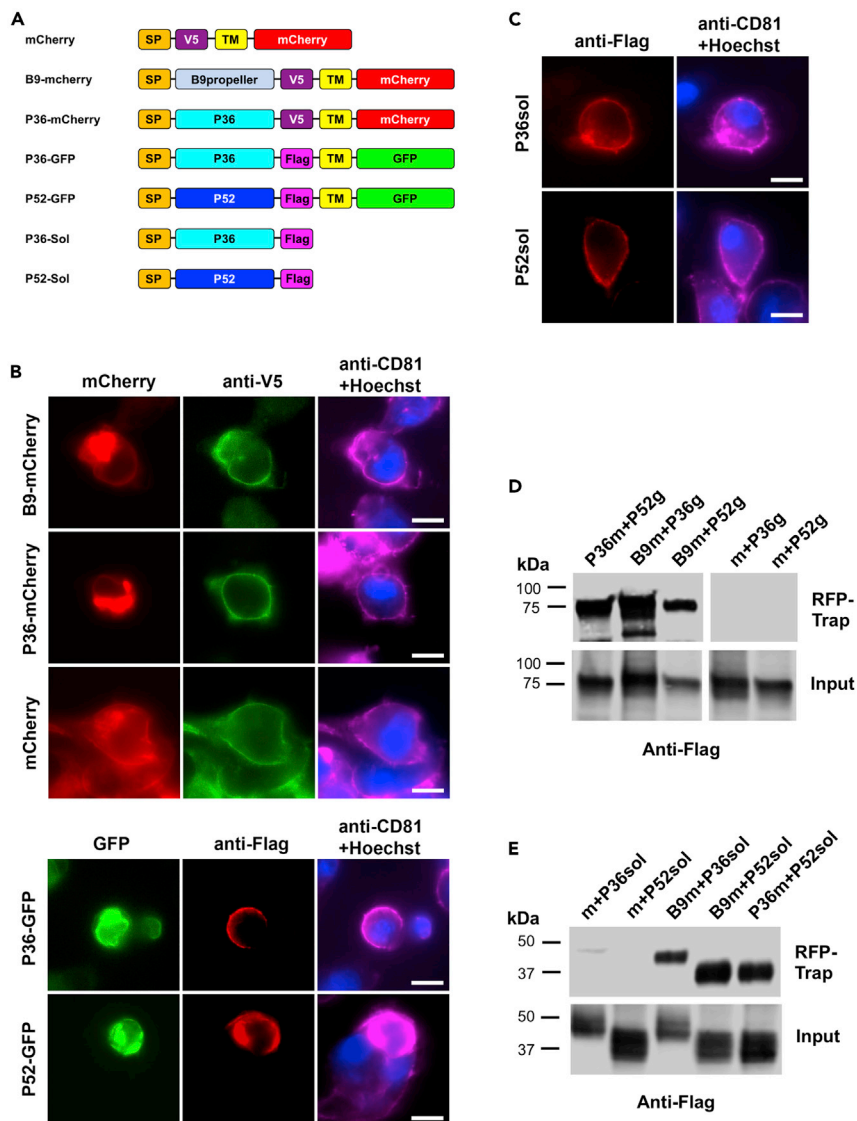 A
mCherry
SP V5 TM mCherry
B9-mcherry
SP B9propeller V5 TM mCherry
P36-mCherry
SP P36 V5 TM mCherry
P36-GFP
SP P36 Flag TM GFP
P52-GFP
SP P52 Flag TM GFP
P36-Sol
SP P36 Flag
P52-Sol
SP P52 Flag
B
mCherry anti-V5 anti-CD81
+Hoechst
B9-mCherry
P36-mCherry
mCherry
GFP anti-Flag anti-CD81
+Hoechst
P36-GFP
P52-GFP
C
anti-Flag anti-CD81
+Hoechst
P36sol
P52sol
D
P36m+P52g
B9m+P36g
B9m+P52g
m+P36g
m+P52g
kDa
100
75
RFP-
Trap
100
75
Input
Anti-Flag
E
m+P36sol
m+P52sol
B9m+P36sol
B9m+P52sol
P36m+P52sol
kDa
50
37
RFP-
Trap
50
37
Input
Anti-Flag